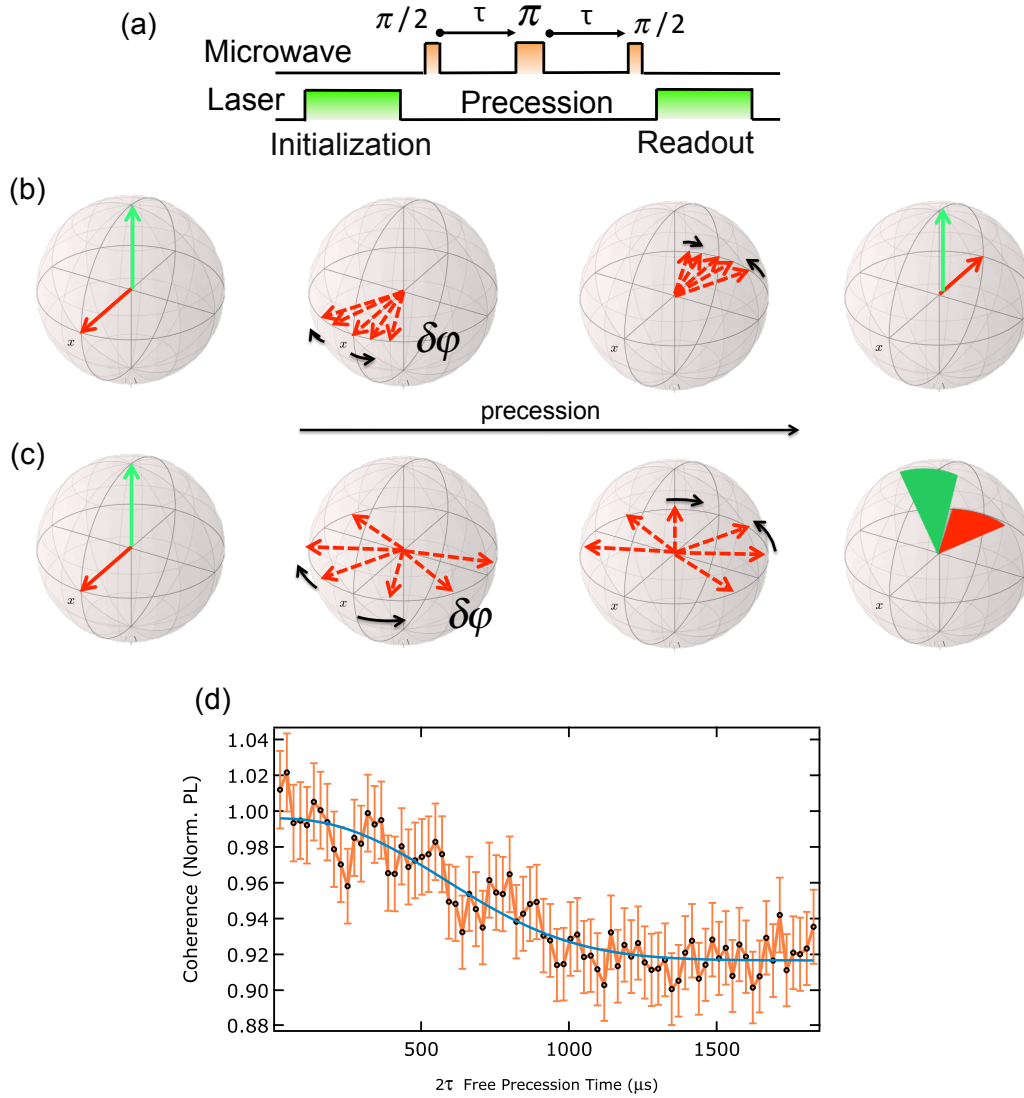 (a)
π/2 τ π τ π/2
Microwave
Laser Precession
Initialization Readout
(b)
x
x
δφ
x
x
precession
(c)
x
x
δφ
x
(d)
1.04
1.02
1.00
0.98
0.96
0.94
0.92
0.90
0.88
Coherence (Norm. PL)
500 1000 1500
2τ Free Precession Time (μs)